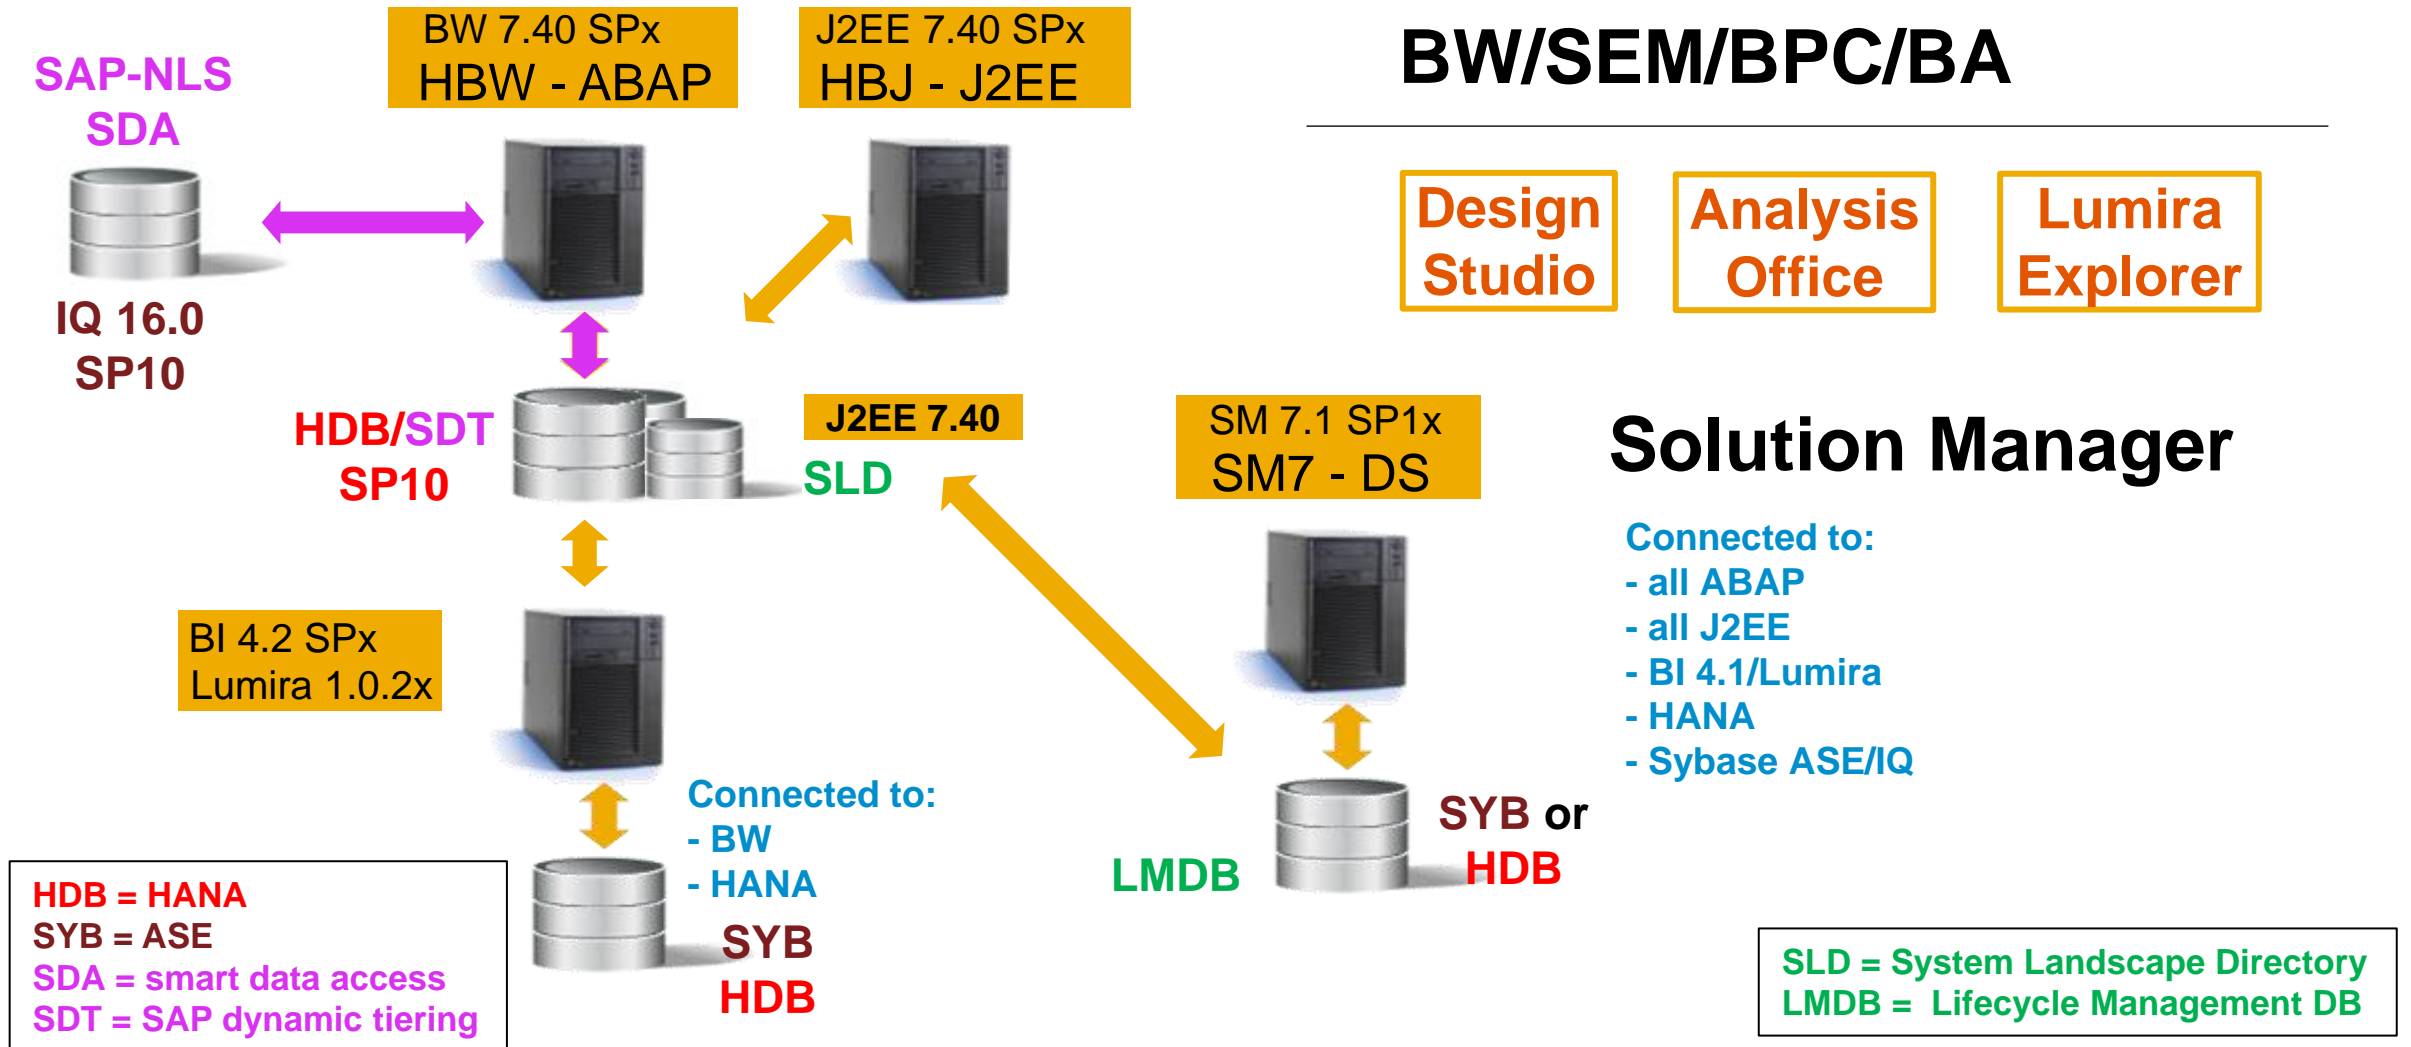 SAP-NLS
SDA
IQ 16.0
SP10
BW 7.40 SPx
HBW - ABAP
J2EE 7.40 SPx
HBJ - J2EE
BW/SEM/BPC/BA
Design
Studio
Analysis
Office
Lumira
Explorer
HDB/SDT
SP10
J2EE 7.40
SLD
SM 7.1 SP1x
SM7 - DS
Solution Manager
Connected to:
- all ABAP
- all J2EE
- BI 4.1/Lumira
- HANA
- Sybase ASE/IQ
BI 4.2 SPx
Lumira 1.0.2x
Connected to:
- BW
- HANA
SYB
HDB
LMDB
SYB or
HDB
HDB = HANA
SYB = ASE
SDA = smart data access
SDT = SAP dynamic tiering
SLD = System Landscape Directory
LMDB = Lifecycle Management DB